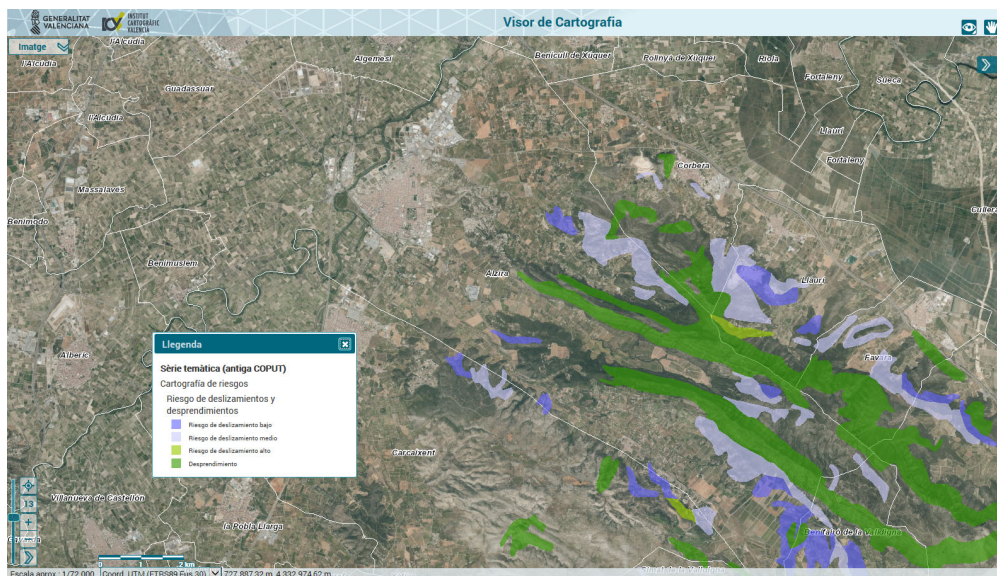 GENERALITAT
VALENCIANA
INSTITUT
CARTOGRÀFIC
VALENCIÀ
Visor de Cartografia
Imatge
l'Alcúdia
l'Alcúdia
Guadassuar
Algemesí
Benicull de Xúquer
Polinya de Xúquer
Riola
Fortaleny
Sueca
l'Alcúdia
Llaurí
Fortaleny
Corbera
Massalavés
Benimodo
Cullera
Benimuslem
Alzira
Llaurí
Alberic
Favara
Llegenda
Sèrie temàtica (antiga COPUT)
Cartografía de riesgos
Riesgo de deslizamientos y
desprendimientos
Riesgo de deslizamiento bajo
Riesgo de deslizamiento medio
Riesgo de deslizamiento alto
Desprendimiento
Carcaixent
Villanueva de Castellón
13
la Pobla Llarga
Benifairó de la Valldigna
0 1 2 km
Escala aprox.: 1/72.000 Coord. UTM (ETRS89 Fus 30) 727.887,32 m, 4.332.974,62 m